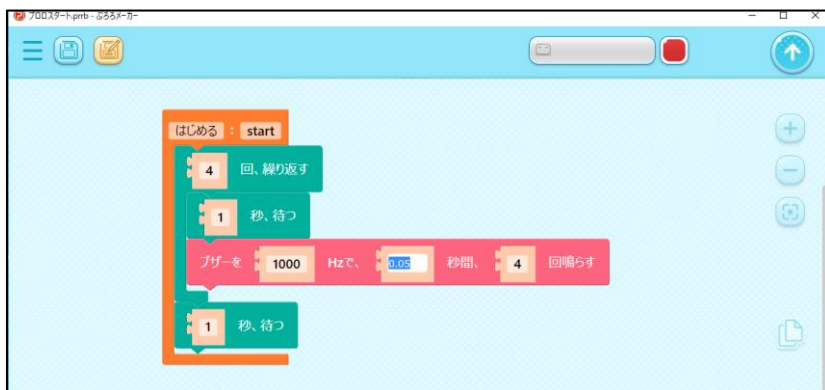 プロロスタート.prrb - ぷろろメーカー
はじめる : start
4 回、繰り返す
1 秒、待つ
ブザーを 1000 Hzで、 0.05 秒間、 4 回鳴らす
1 秒、待つ